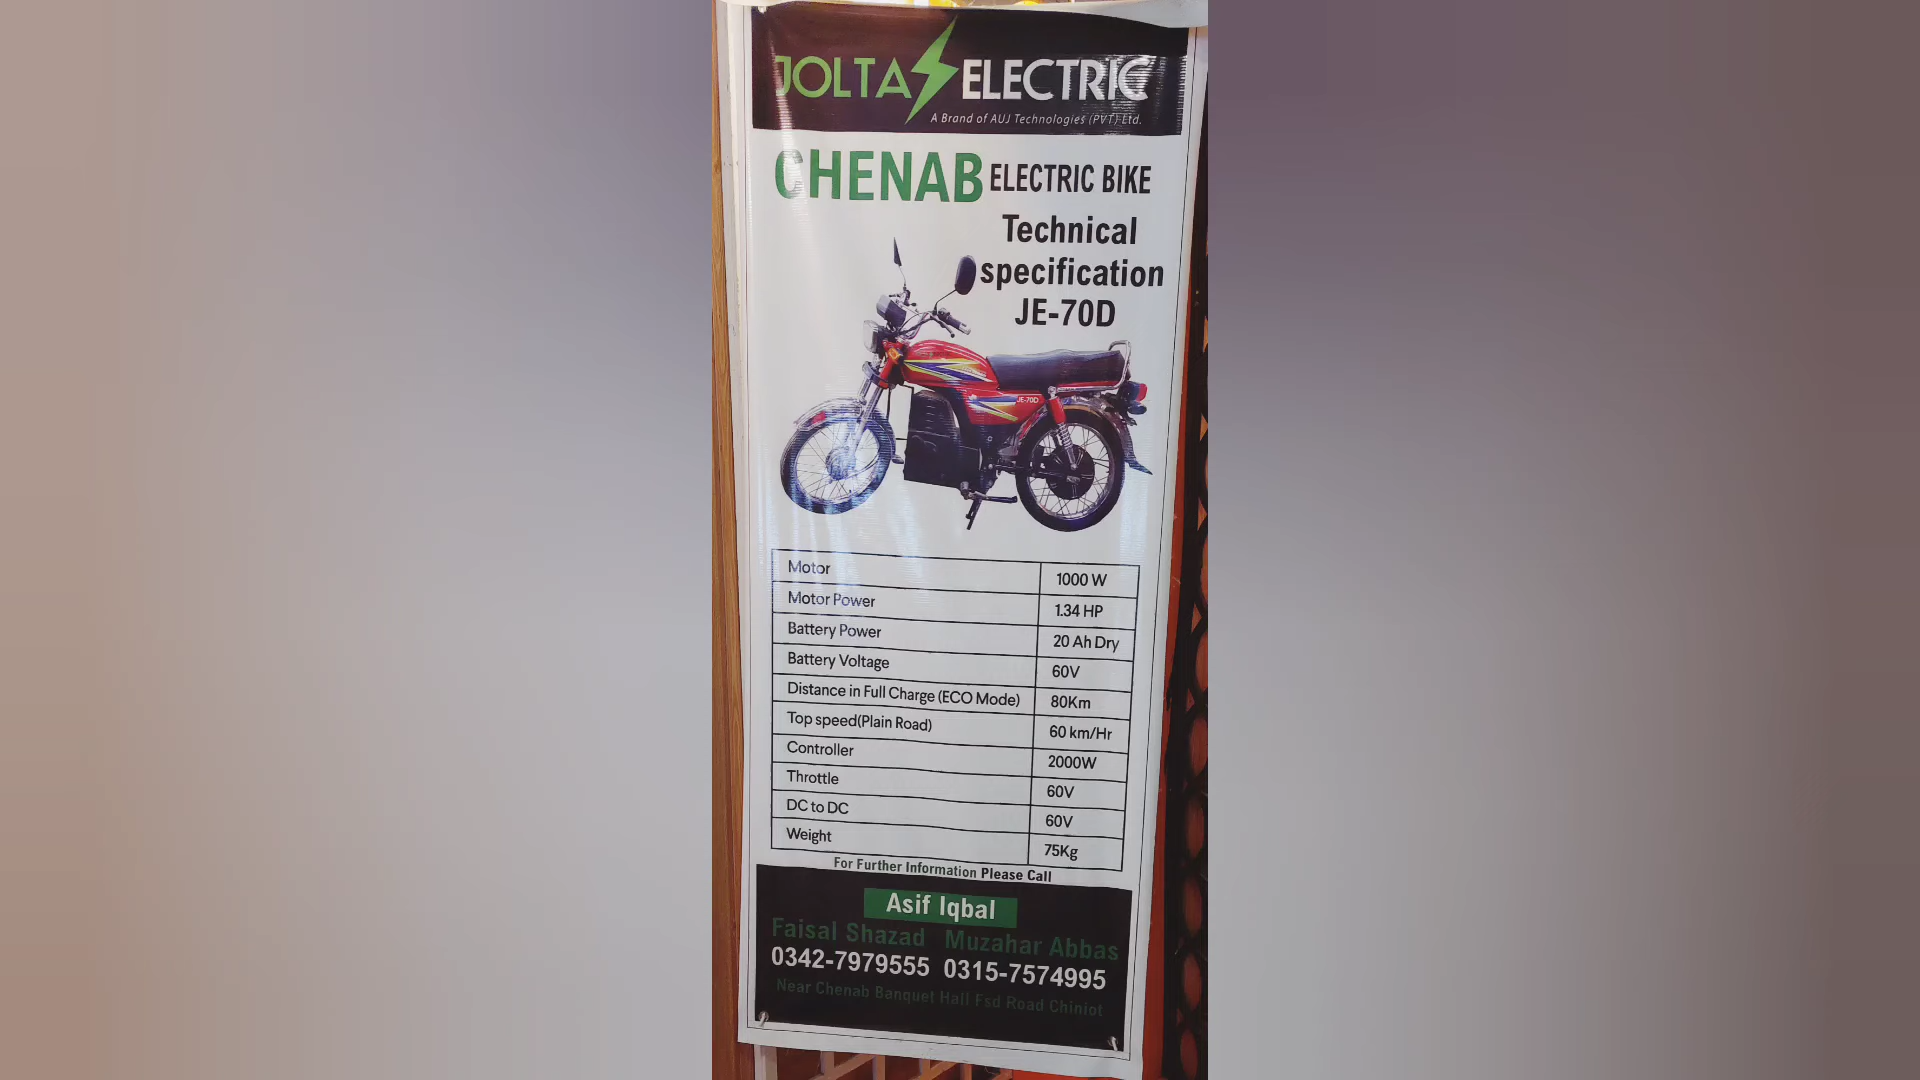 JOLTA ELECTRIC
A Brand of AUJ Technologies (PVT) Ltd.
CHENAB ELECTRIC BIKE
Technical
specification
JE-70D
JE-70D
Motor 1000 W
Motor Power 1.34 HP
Battery Power 20 Ah Dry
Battery Voltage 60V
Distance in Full Charge (ECO Mode) 80Km
Top speed(Plain Road) 60 km/Hr
Controller 2000W
Throttle 60V
DC to DC 60V
Weight 75Kg
For Further Information Please Call
Asif Iqbal
Faisal Shazad Muzahar Abbas
0342-7979555 0315-7574995
Near Chenab Banquet Hall Fsd Road Chiniot